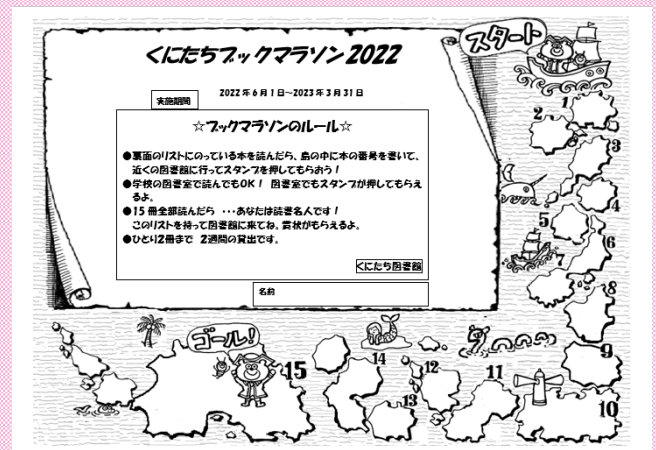 スタート
くにたちブックマラソン2022
実施期間
2022年6月1日~2023年3月31日
☆ブックマラソンのルール☆
●裏面のリストにのっている本を読んだら、島の中に本の番号を書いて、
近くの図書館に行ってスタンプを押してもらおう!
●学校の図書室で読んでもOK! 図書室でもスタンプが押してもらえ
るよ。
●15冊全部読んだら ・・・あなたは読書名人です!
このリストを持って図書館に来てね。賞状がもらえるよ。
●ひとり2冊まで 2週間の貸出です。
くにたち図書館
名前
1
2
3
4
5
6
7
8
9
10
11
12
13
14
15
ゴール!